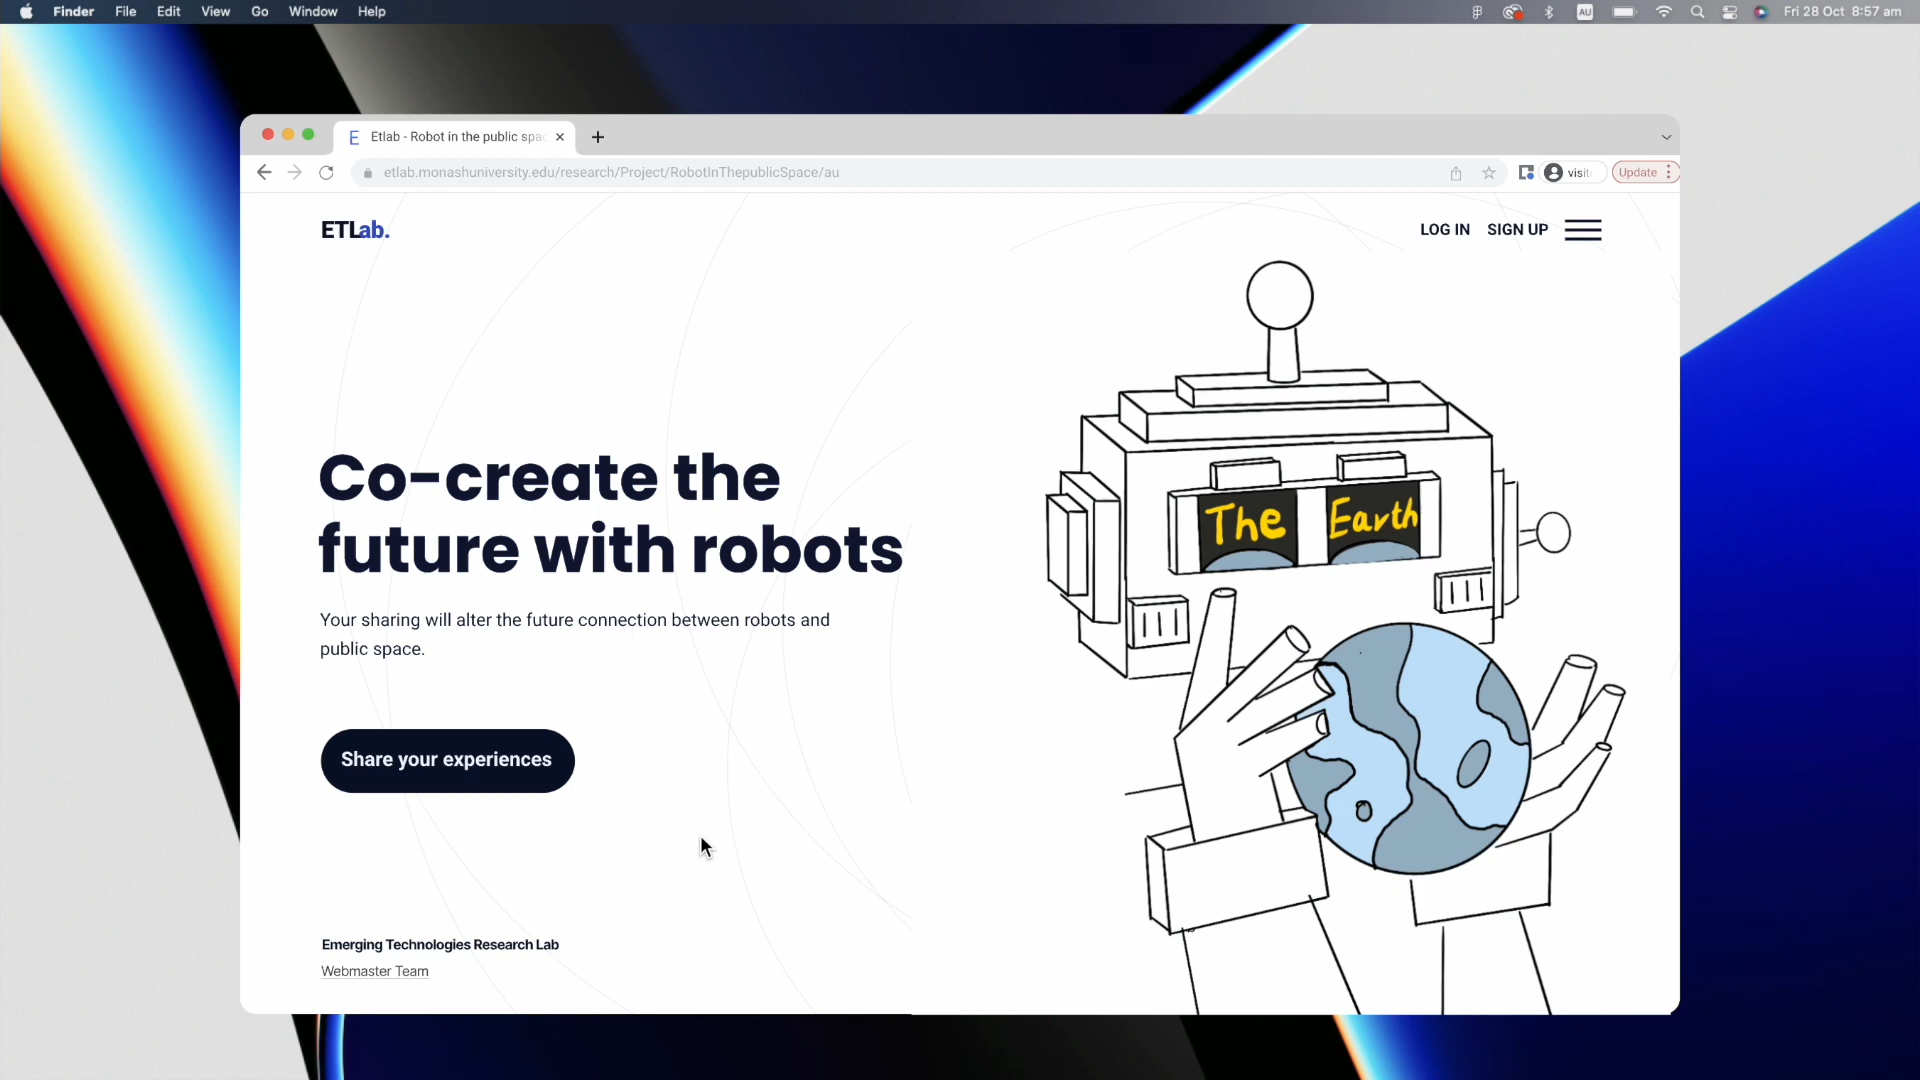 Finder File Edit View Go Window Help
AU
Fri 28 Oct 8:57 am
E Etlab - Robot in the public spa
etlab.monashuniversity.edu/research/Project/RobotInThepublicSpace/au
visit
Update
ETLab.
LOG IN SIGN UP
The Earth
Co-create the
future with robots
Your sharing will alter the future connection between robots and
public space.
Share your experiences
Emerging Technologies Research Lab
Webmaster Team